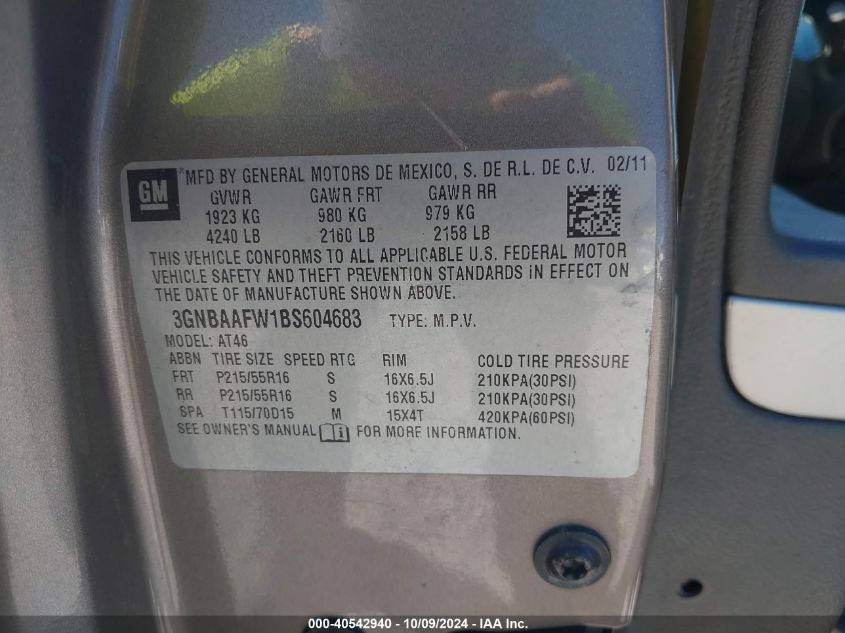 GM
MFD BY GENERAL MOTORS DE MEXICO, S. DE R.L. DE C.V. 02/11
GVWR GAWR FRT GAWR RR
1923 KG 980 KG 979 KG
4240 LB 2160 LB 2158 LB
THIS VEHICLE CONFORMS TO ALL APPLICABLE U.S. FEDERAL MOTOR
VEHICLE SAFETY AND THEFT PREVENTION STANDARDS IN EFFECT ON
THE DATE OF MANUFACTURE SHOWN ABOVE.
3GNBAAFW1BS604683 TYPE: M.P.V.
MODEL: AT46
ABBN TIRE SIZE SPEED RTG RIM COLD TIRE PRESSURE
FRT P215/55R16 S 16X6.5J 210KPA(30PSI)
RR P215/55R16 S 16X6.5J 210KPA(30PSI)
SPA T115/70D15 M 15X4T 420KPA(60PSI)
SEE OWNER'S MANUAL FOR MORE INFORMATION.
000-40542940 - 10/09/2024 - IAA Inc.